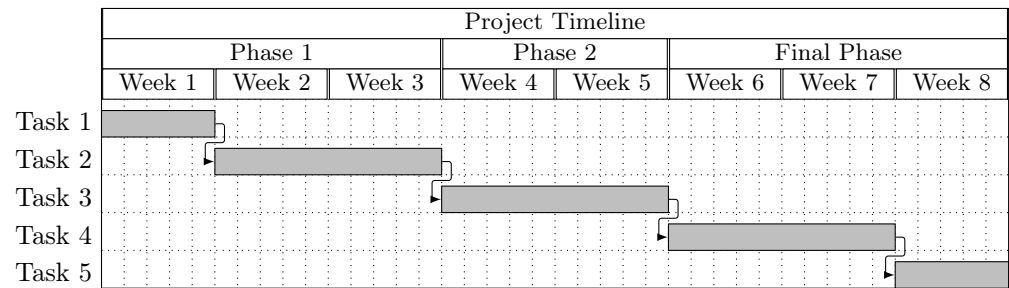 Project Timeline
Phase 1 Phase 2 Final Phase
Week 1 Week 2 Week 3 Week 4 Week 5 Week 6 Week 7 Week 8
Task 1
Task 2
Task 3
Task 4
Task 5